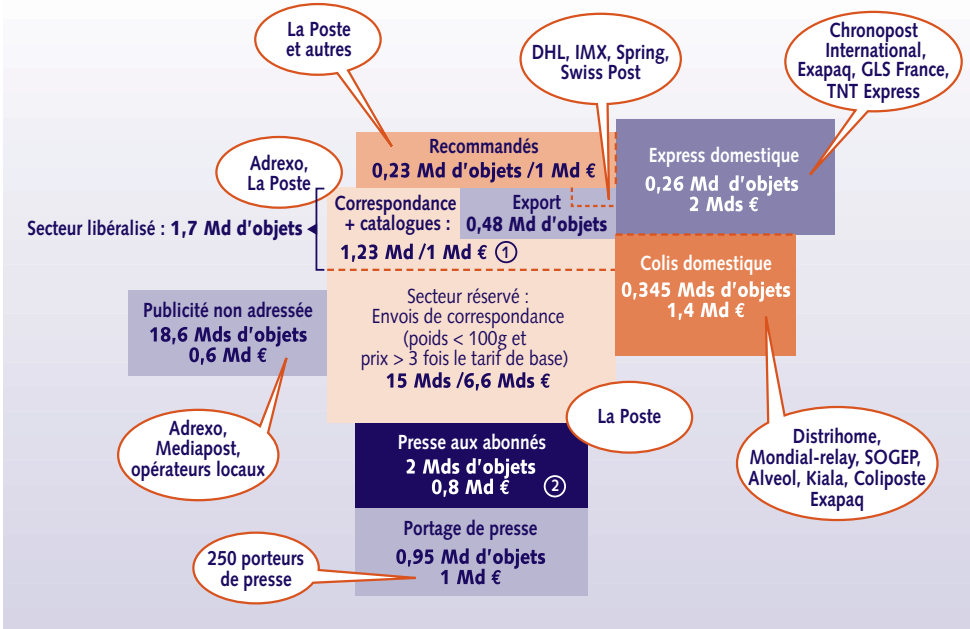 La Poste
et autres
DHL, IMX, Spring,
Swiss Post
Chronopost
International,
Exapaq, GLS France,
TNT Express
Recommandés
0,23 Md d'objets /1 Md €
Express domestique
0,26 Md d'objets
2 Mds €
Adrexo,
La Poste
Correspondance
+ catalogues :
1,23 Md /1 Md € ①
Export
0,48 Md d'objets
Secteur libéralisé : 1,7 Md d'objets
Colis domestique
0,345 Mds d'objets
1,4 Md €
Publicité non adressée
18,6 Mds d'objets
0,6 Md €
Secteur réservé :
Envois de correspondance
(poids < 100g et
prix > 3 fois le tarif de base)
15 Mds /6,6 Mds €
La Poste
Adrexo,
Mediapost,
opérateurs locaux
Presse aux abonnés
2 Mds d'objets
0,8 Md € ②
Distrihome,
Mondial-relay, SOGEP,
Alveol, Kiala, Coliposte
Exapaq
Portage de presse
0,95 Md d'objets
1 Md €
250 porteurs
de presse